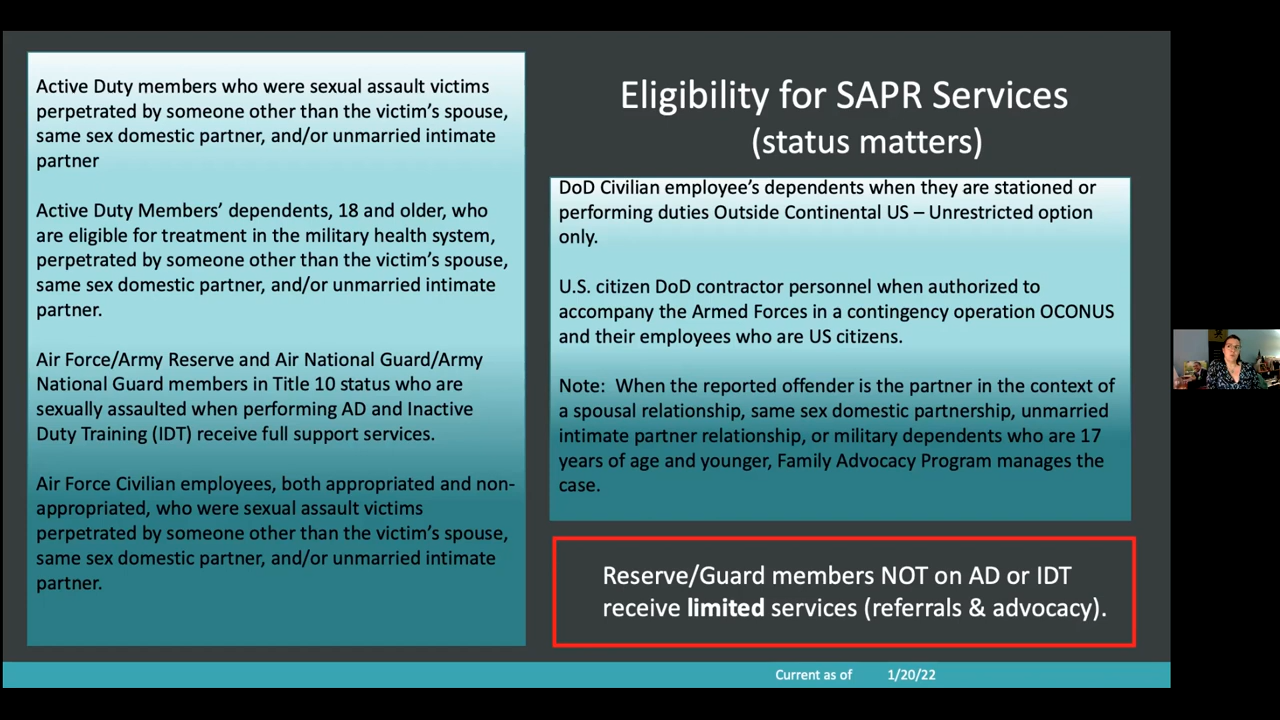 Active Duty members who were sexual assault victims
perpetrated by someone other than the victim's spouse,
same sex domestic partner, and/or unmarried intimate
partner
Active Duty Members' dependents, 18 and older, who
are eligible for treatment in the military health system,
perpetrated by someone other than the victim's spouse,
same sex domestic partner, and/or unmarried intimate
partner.
Air Force/Army Reserve and Air National Guard/Army
National Guard members in Title 10 status who are
sexually assaulted when performing AD and Inactive
Duty Training (IDT) receive full support services.
Air Force Civilian employees, both appropriated and non-
appropriated, who were sexual assault victims
perpetrated by someone other than the victim's spouse,
same sex domestic partner, and/or unmarried intimate
partner.
Eligibility for SAPR Services
(status matters)
DoD Civilian employee's dependents when they are stationed or
performing duties Outside Continental US – Unrestricted option
only.
U.S. citizen DoD contractor personnel when authorized to
accompany the Armed Forces in a contingency operation OCONUS
and their employees who are US citizens.
Note: When the reported offender is the partner in the context of
a spousal relationship, same sex domestic partnership, unmarried
intimate partner relationship, or military dependents who are 17
years of age and younger, Family Advocacy Program manages the
case.
Reserve/Guard members NOT on AD or IDT
receive limited services (referrals & advocacy).
Current as of 1/20/22